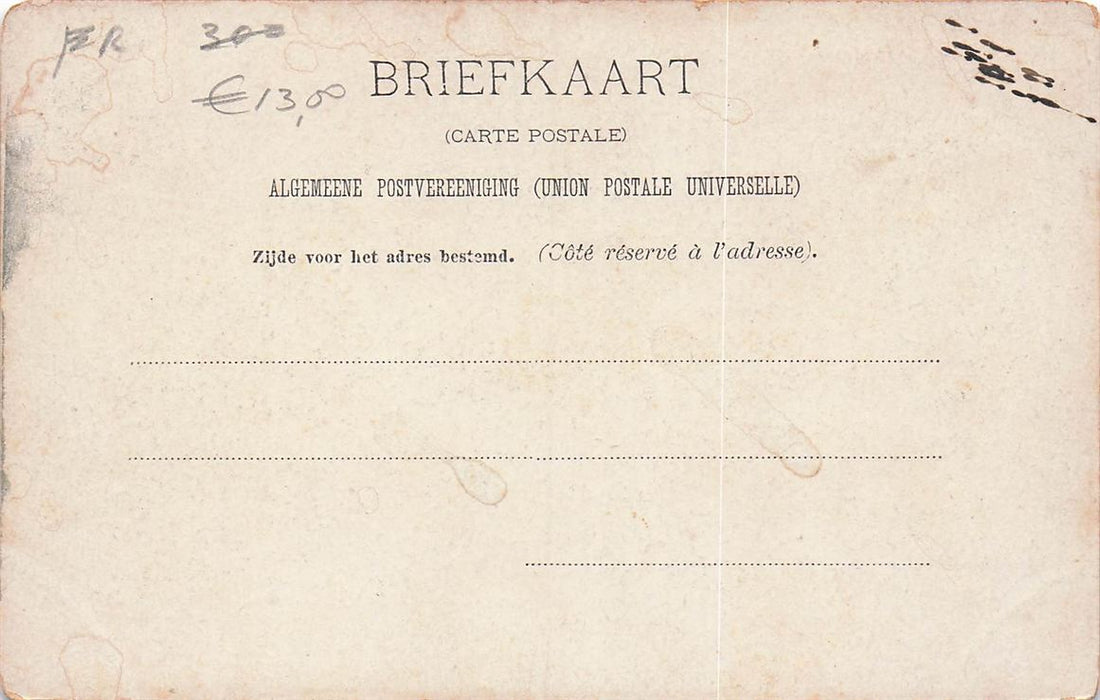 FR 300
€13,00
BRIEFKAART
(CARTE POSTALE)
ALGEMEENE POSTVEREENIGING (UNION POSTALE UNIVERSELLE)
Zijde voor het adres bestemd. (Côté réservé à l'adresse).